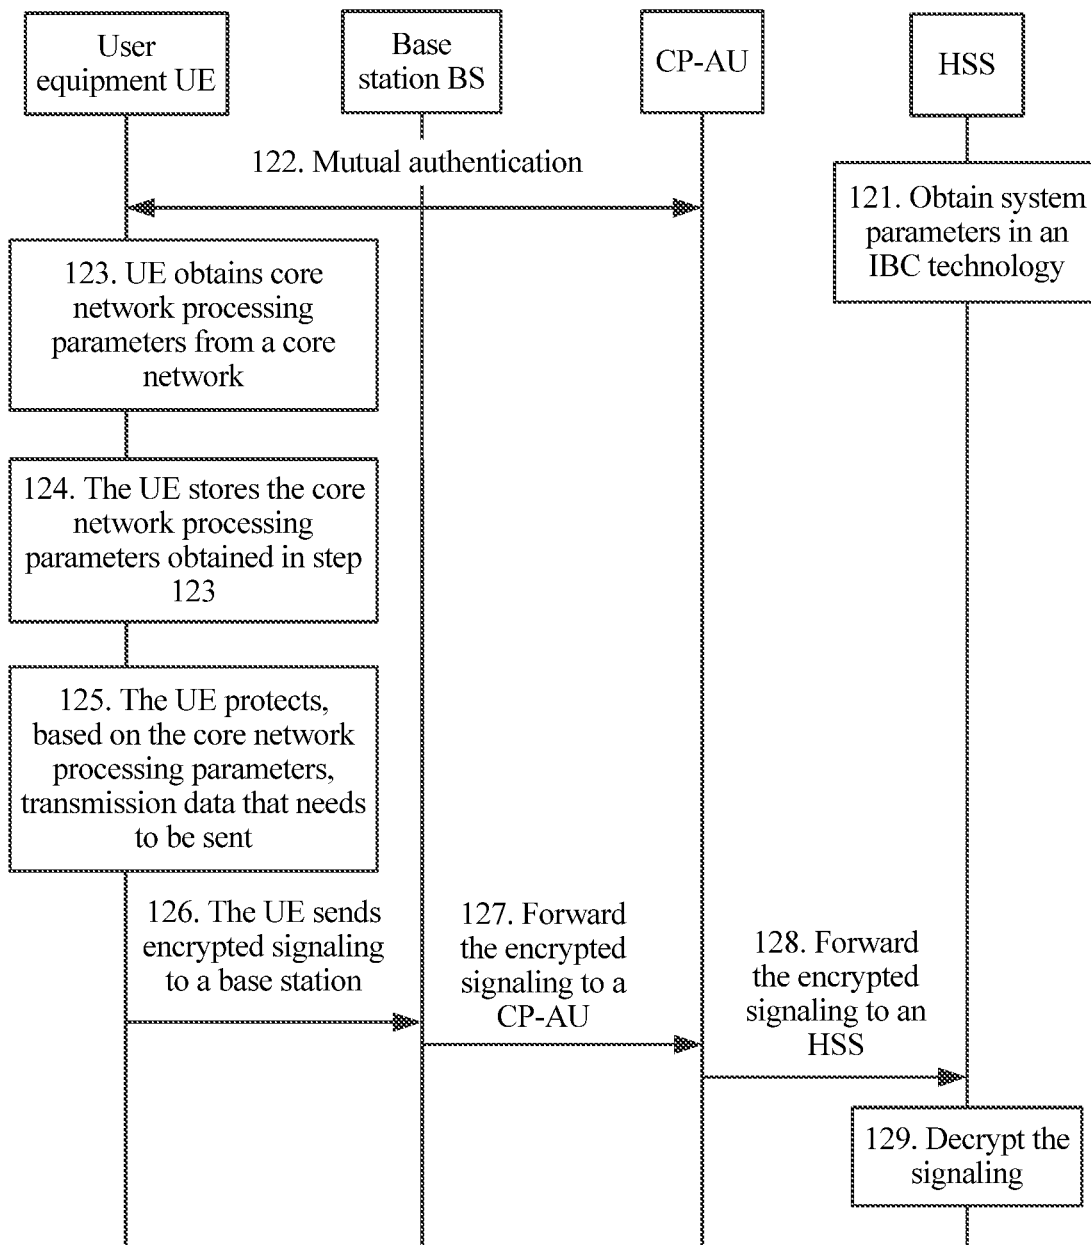 User
equipment UE
Base
station BS
CP-AU
HSS
122. Mutual authentication
121. Obtain system
parameters in an
IBC technology
123. UE obtains core
network processing
parameters from a core
network
124. The UE stores the core
network processing
parameters obtained in step
123
125. The UE protects,
based on the core network
processing parameters,
transmission data that needs
to be sent
126. The UE sends
encrypted signaling
to a base station
127. Forward
the encrypted
signaling to a
CP-AU
128. Forward
the encrypted
signaling to an
HSS
129. Decrypt the
signaling